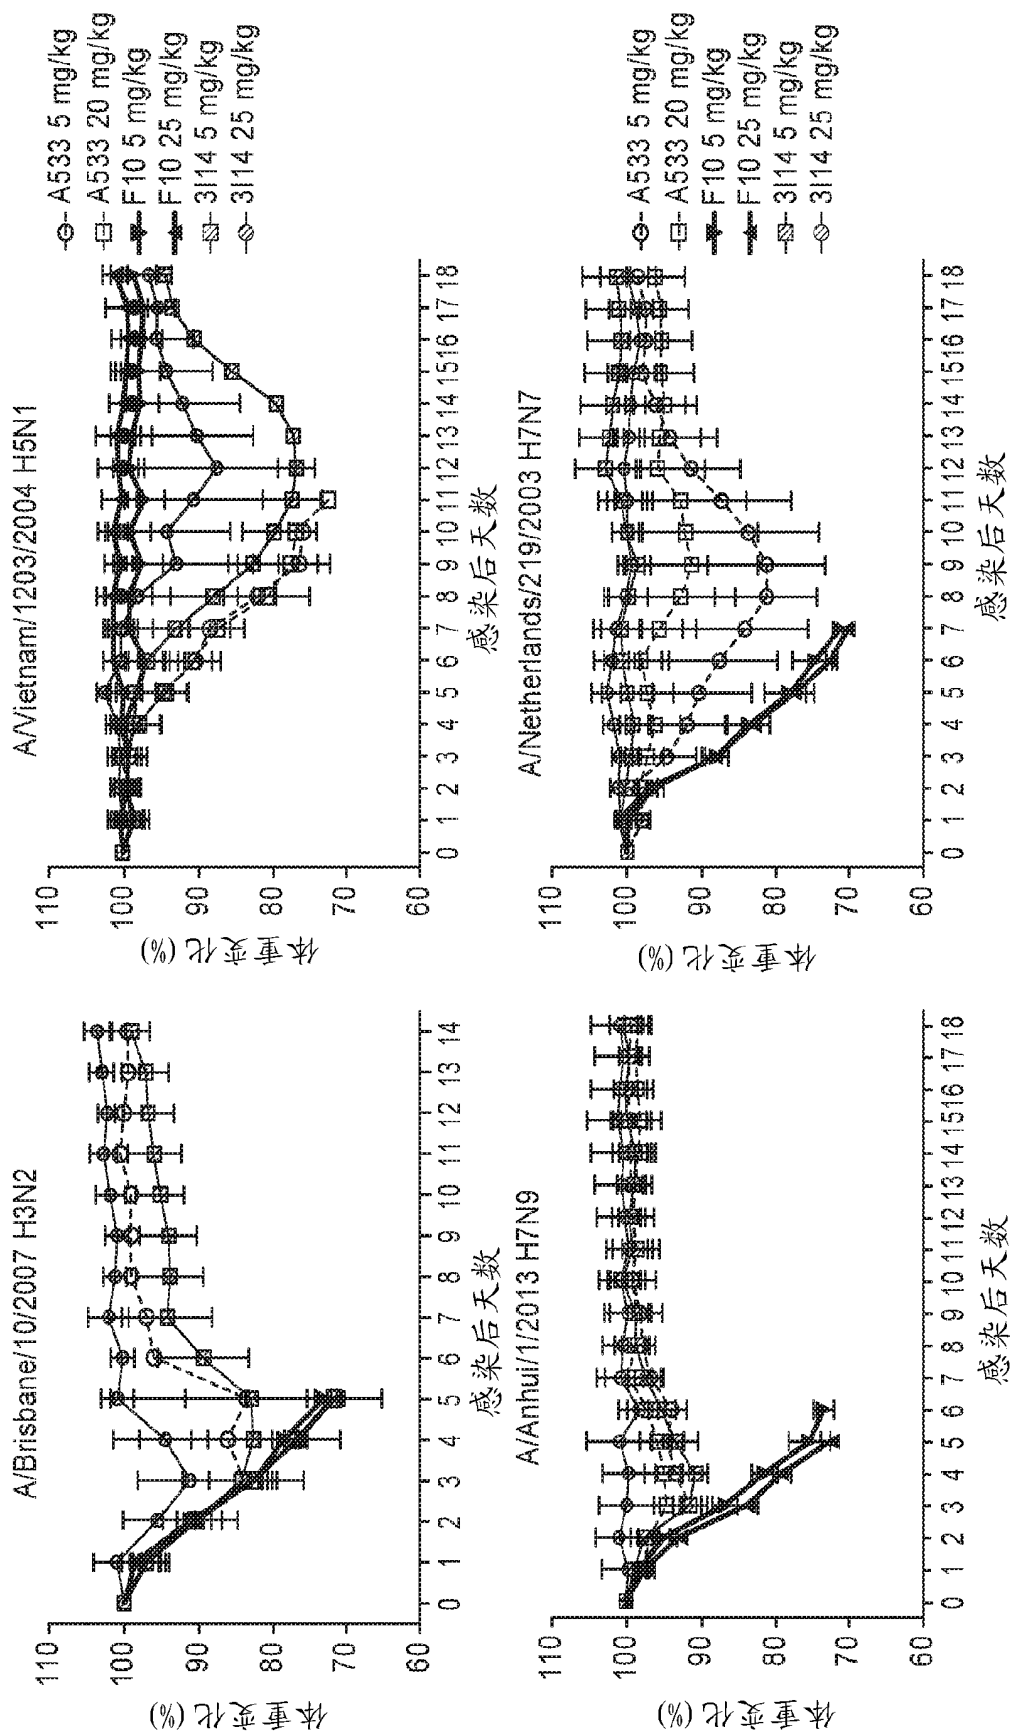 A/Brisbane/10/2007 H3N2
体重变化 (%)
110
100
90
80
70
60
0 1 2 3 4 5 6 7 8 9 10 11 12 13 14
感染后天数
A/Vietnam/1203/2004 H5N1
体重变化 (%)
110
100
90
80
70
60
0 1 2 3 4 5 6 7 8 9 10 11 12 13 14 15 16 17 18
感染后天数
A533 5 mg/kg
A533 20 mg/kg
F10 5 mg/kg
F10 25 mg/kg
3I14 5 mg/kg
3I14 25 mg/kg
A/Anhui/1/2013 H7N9
体重变化 (%)
110
100
90
80
70
60
0 1 2 3 4 5 6 7 8 9 10 11 12 13 14 15 16 17 18
感染后天数
A/Netherlands/219/2003 H7N7
体重变化 (%)
110
100
90
80
70
60
0 1 2 3 4 5 6 7 8 9 10 11 12 13 14 15 16 17 18
感染后天数
A533 5 mg/kg
A533 20 mg/kg
F10 5 mg/kg
F10 25 mg/kg
3I14 5 mg/kg
3I14 25 mg/kg